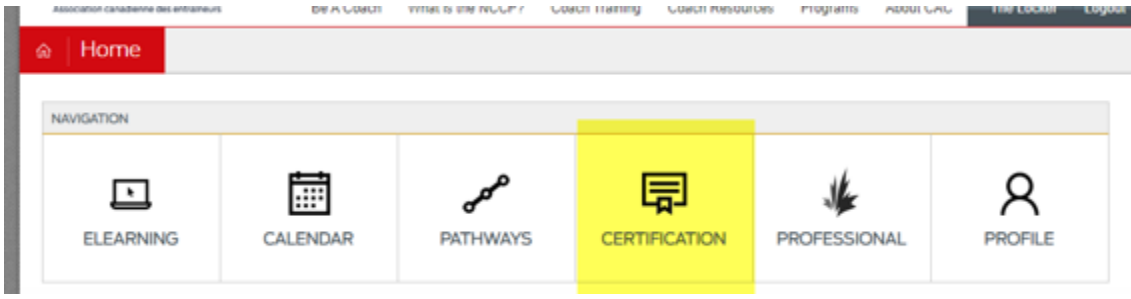 Association canadienne des entraîneurs
Be A Coach What is the NCCP? Coach Training Coach Resources Programs About CAC The Locker Logout
Home
NAVIGATION
ELEARNING CALENDAR PATHWAYS CERTIFICATION PROFESSIONAL PROFILE